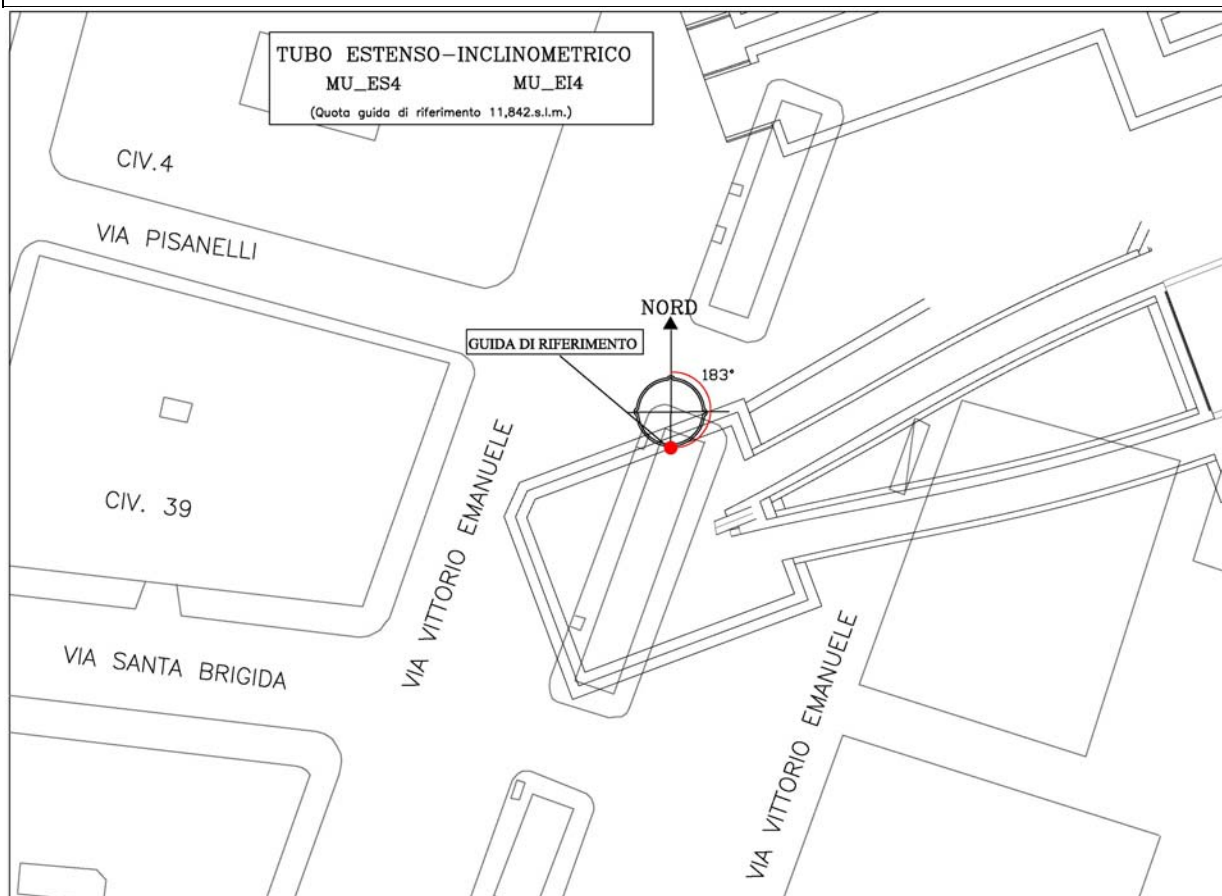 TUBO ESTENSO-INCLINOMETRICO
MU_ES4 MU_EI4
(Quota guida di riferimento 11,842.s.l.m.)
CIV.4
VIA PISANELLI
NORD
GUIDA DI RIFERIMENTO
183°
CIV. 39
VIA VITTORIO EMANUELE
VIA SANTA BRIGIDA
VIA VITTORIO EMANUELE